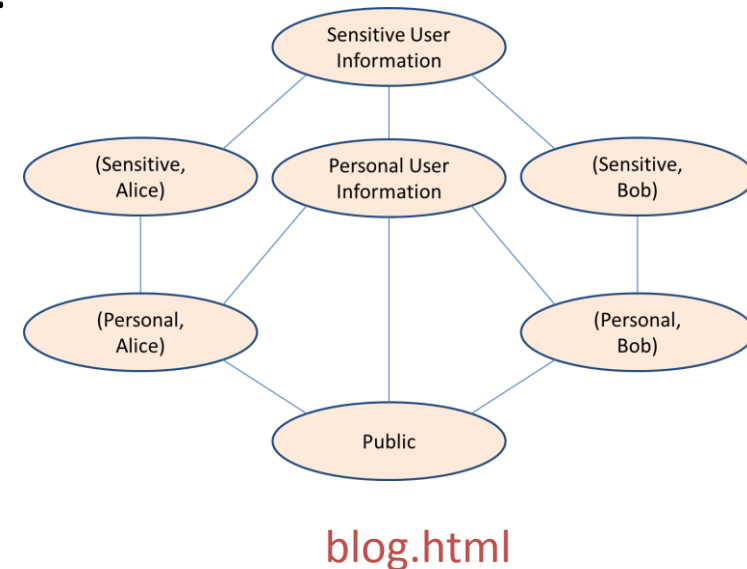 Sensitive User
Information
(Sensitive,
Alice)
Personal User
Information
(Sensitive,
Bob)
(Personal,
Alice)
(Personal,
Bob)
Public
blog.html